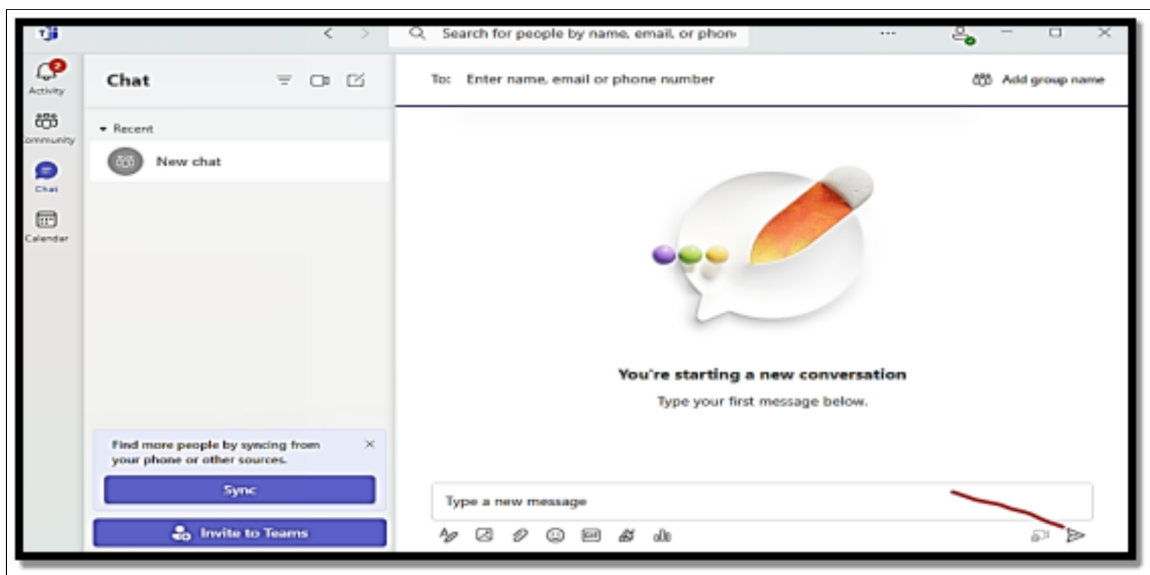 Search for people by name, email, or phon
2
Activity
Chat
To: Enter name, email or phone number
Add group name
ommunity
Recent
New chat
Chat
Calendar
You're starting a new conversation
Type your first message below.
Find more people by syncing from
your phone or other sources.
Sync
Type a new message
Invite to Teams
GIF